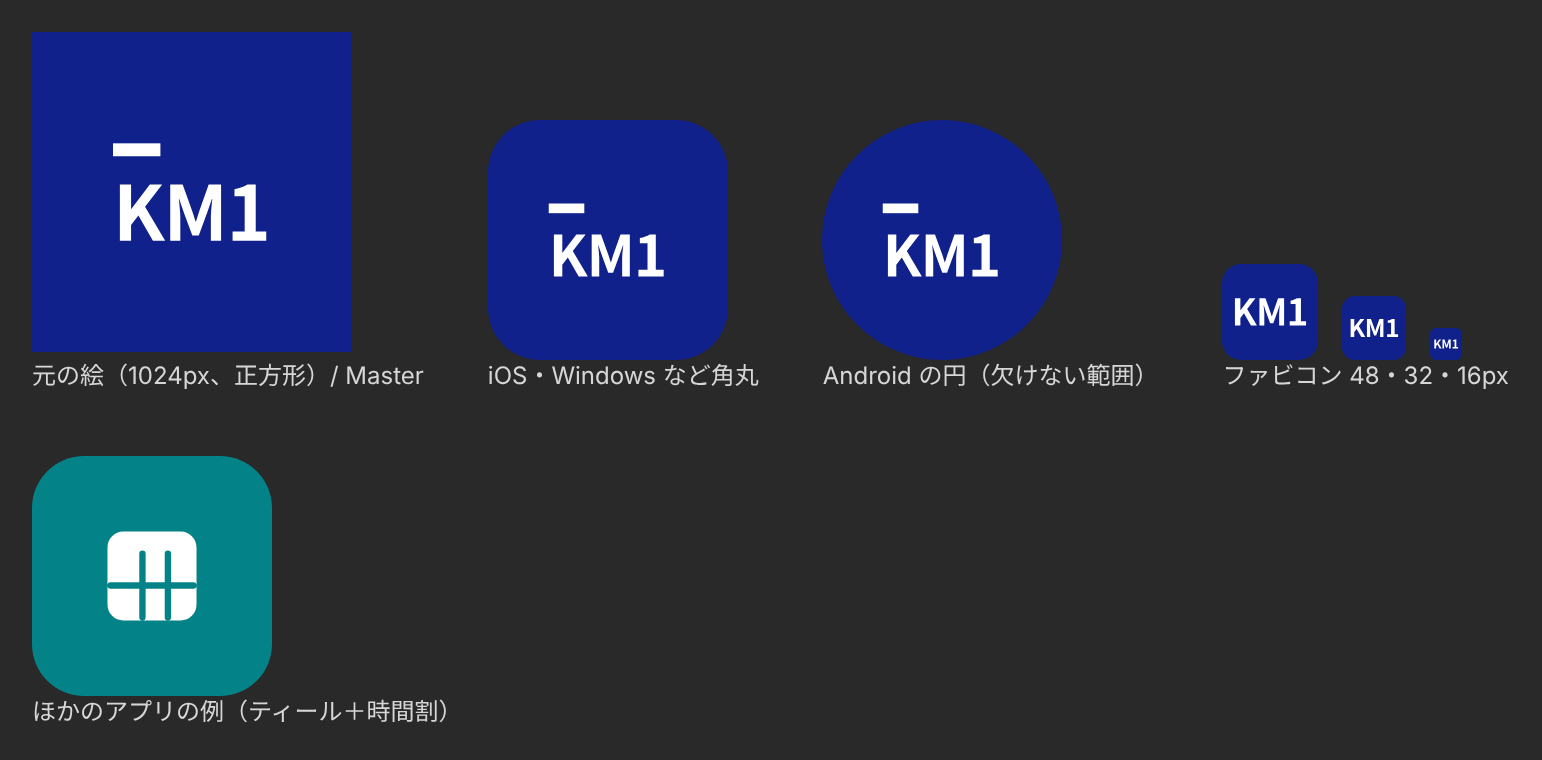 KM1
KM1
KM1
KM1
KM1
KM1
元の絵（1024px、正方形）/ Master
iOS・Windows など角丸
Android の円（欠けない範囲）
ファビコン 48・32・16px
ほかのアプリの例（ティール＋時間割）